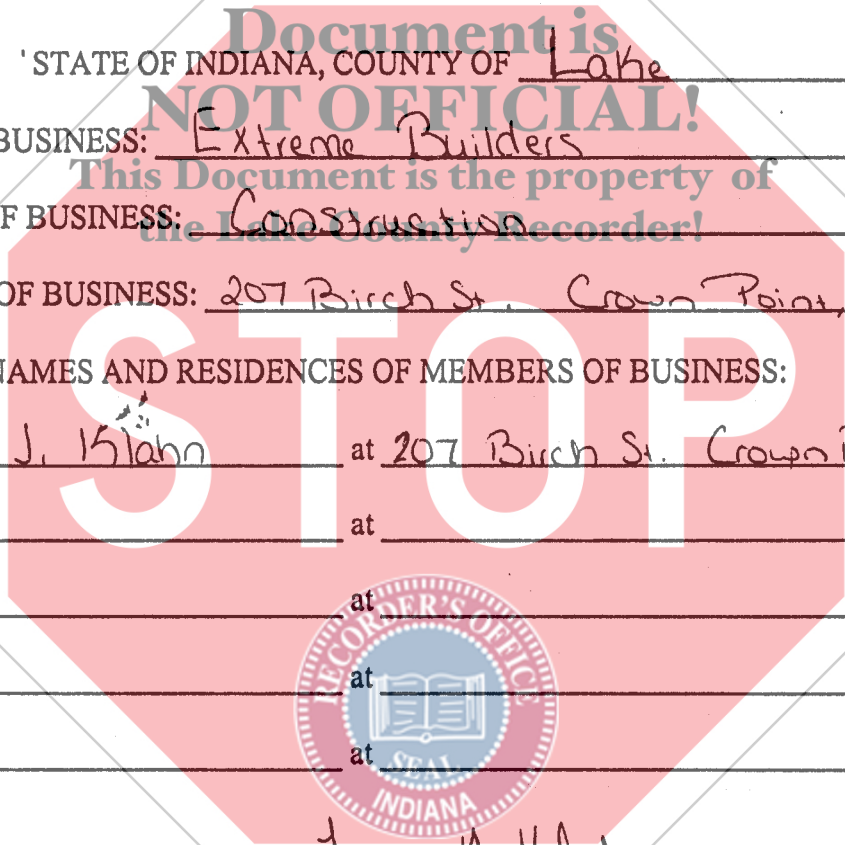 Document is
STATE OF INDIANA, COUNTY OF Lake
NOT OFFICIAL!
BUSINESS: Extreme Builders
This Document is the property of
F BUSINESS: Construction
the Lake County Recorder!
OF BUSINESS: 207 Birch St. Crown Point,
STOP
NAMES AND RESIDENCES OF MEMBERS OF BUSINESS:
J. Klahn at 207 Birch St. Crown
at
at
at
at
RECORDER'S OFFICE
SEAL
INDIANA